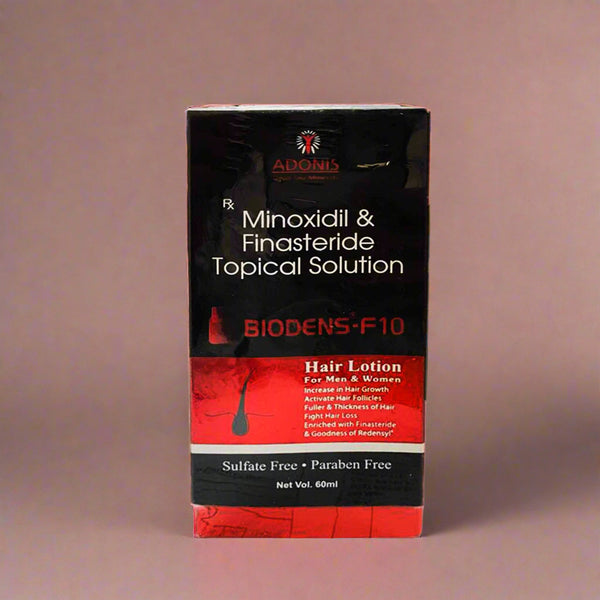 ADONIS
Rx
Minoxidil &
Finasteride
Topical Solution
BIODENS-F10
Hair Lotion
For Men & Women
Increase in Hair Growth
Activate Hair Follicles
Fuller & Thickness of Hair
Fight Hair Loss
Enriched with Finasteride
& Goodness of Redensyl*
Sulfate Free • Paraben Free
Net Vol. 60ml